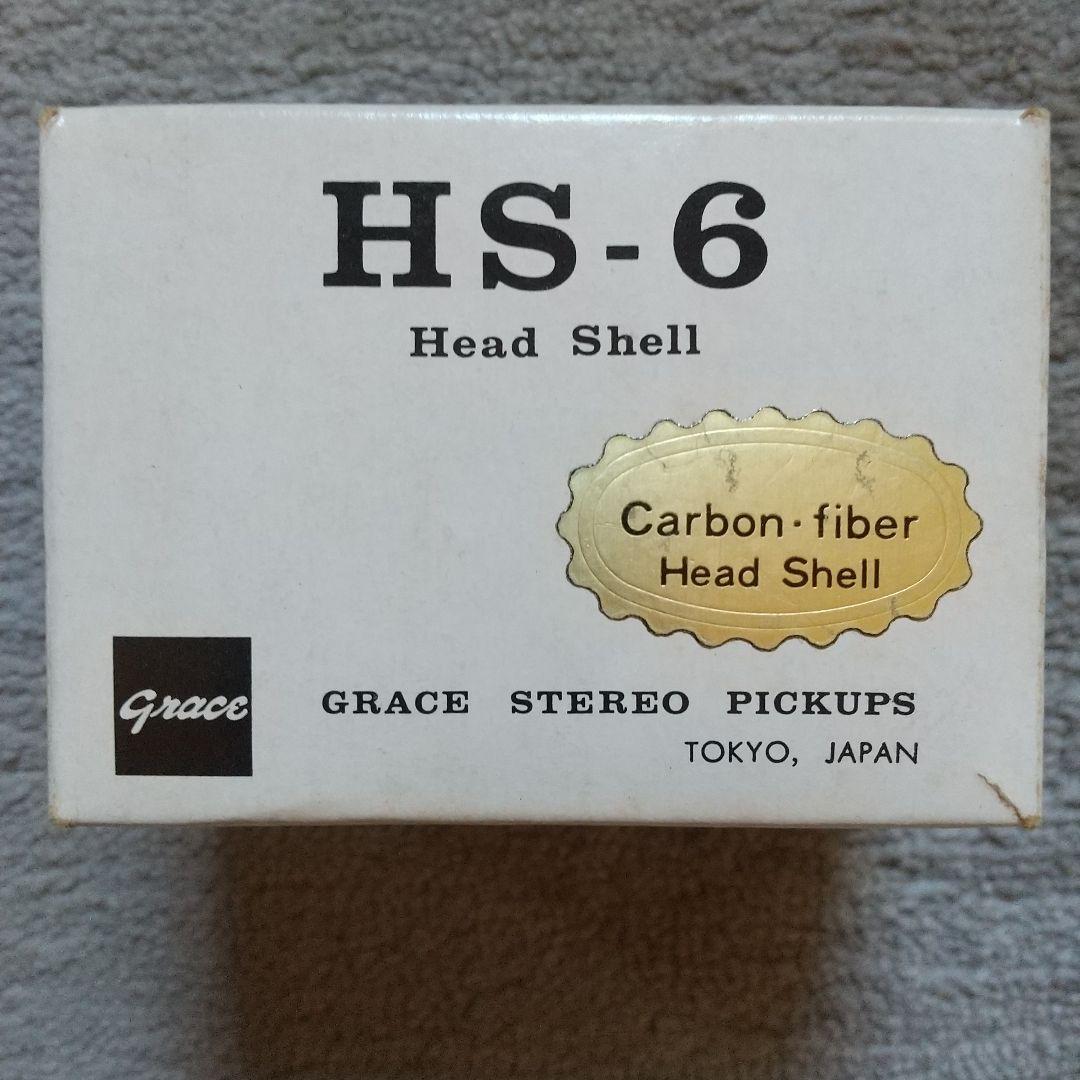 HS-6
Head Shell
Carbon·fiber
Head Shell
Grace
GRACE STEREO PICKUPS
TOKYO, JAPAN